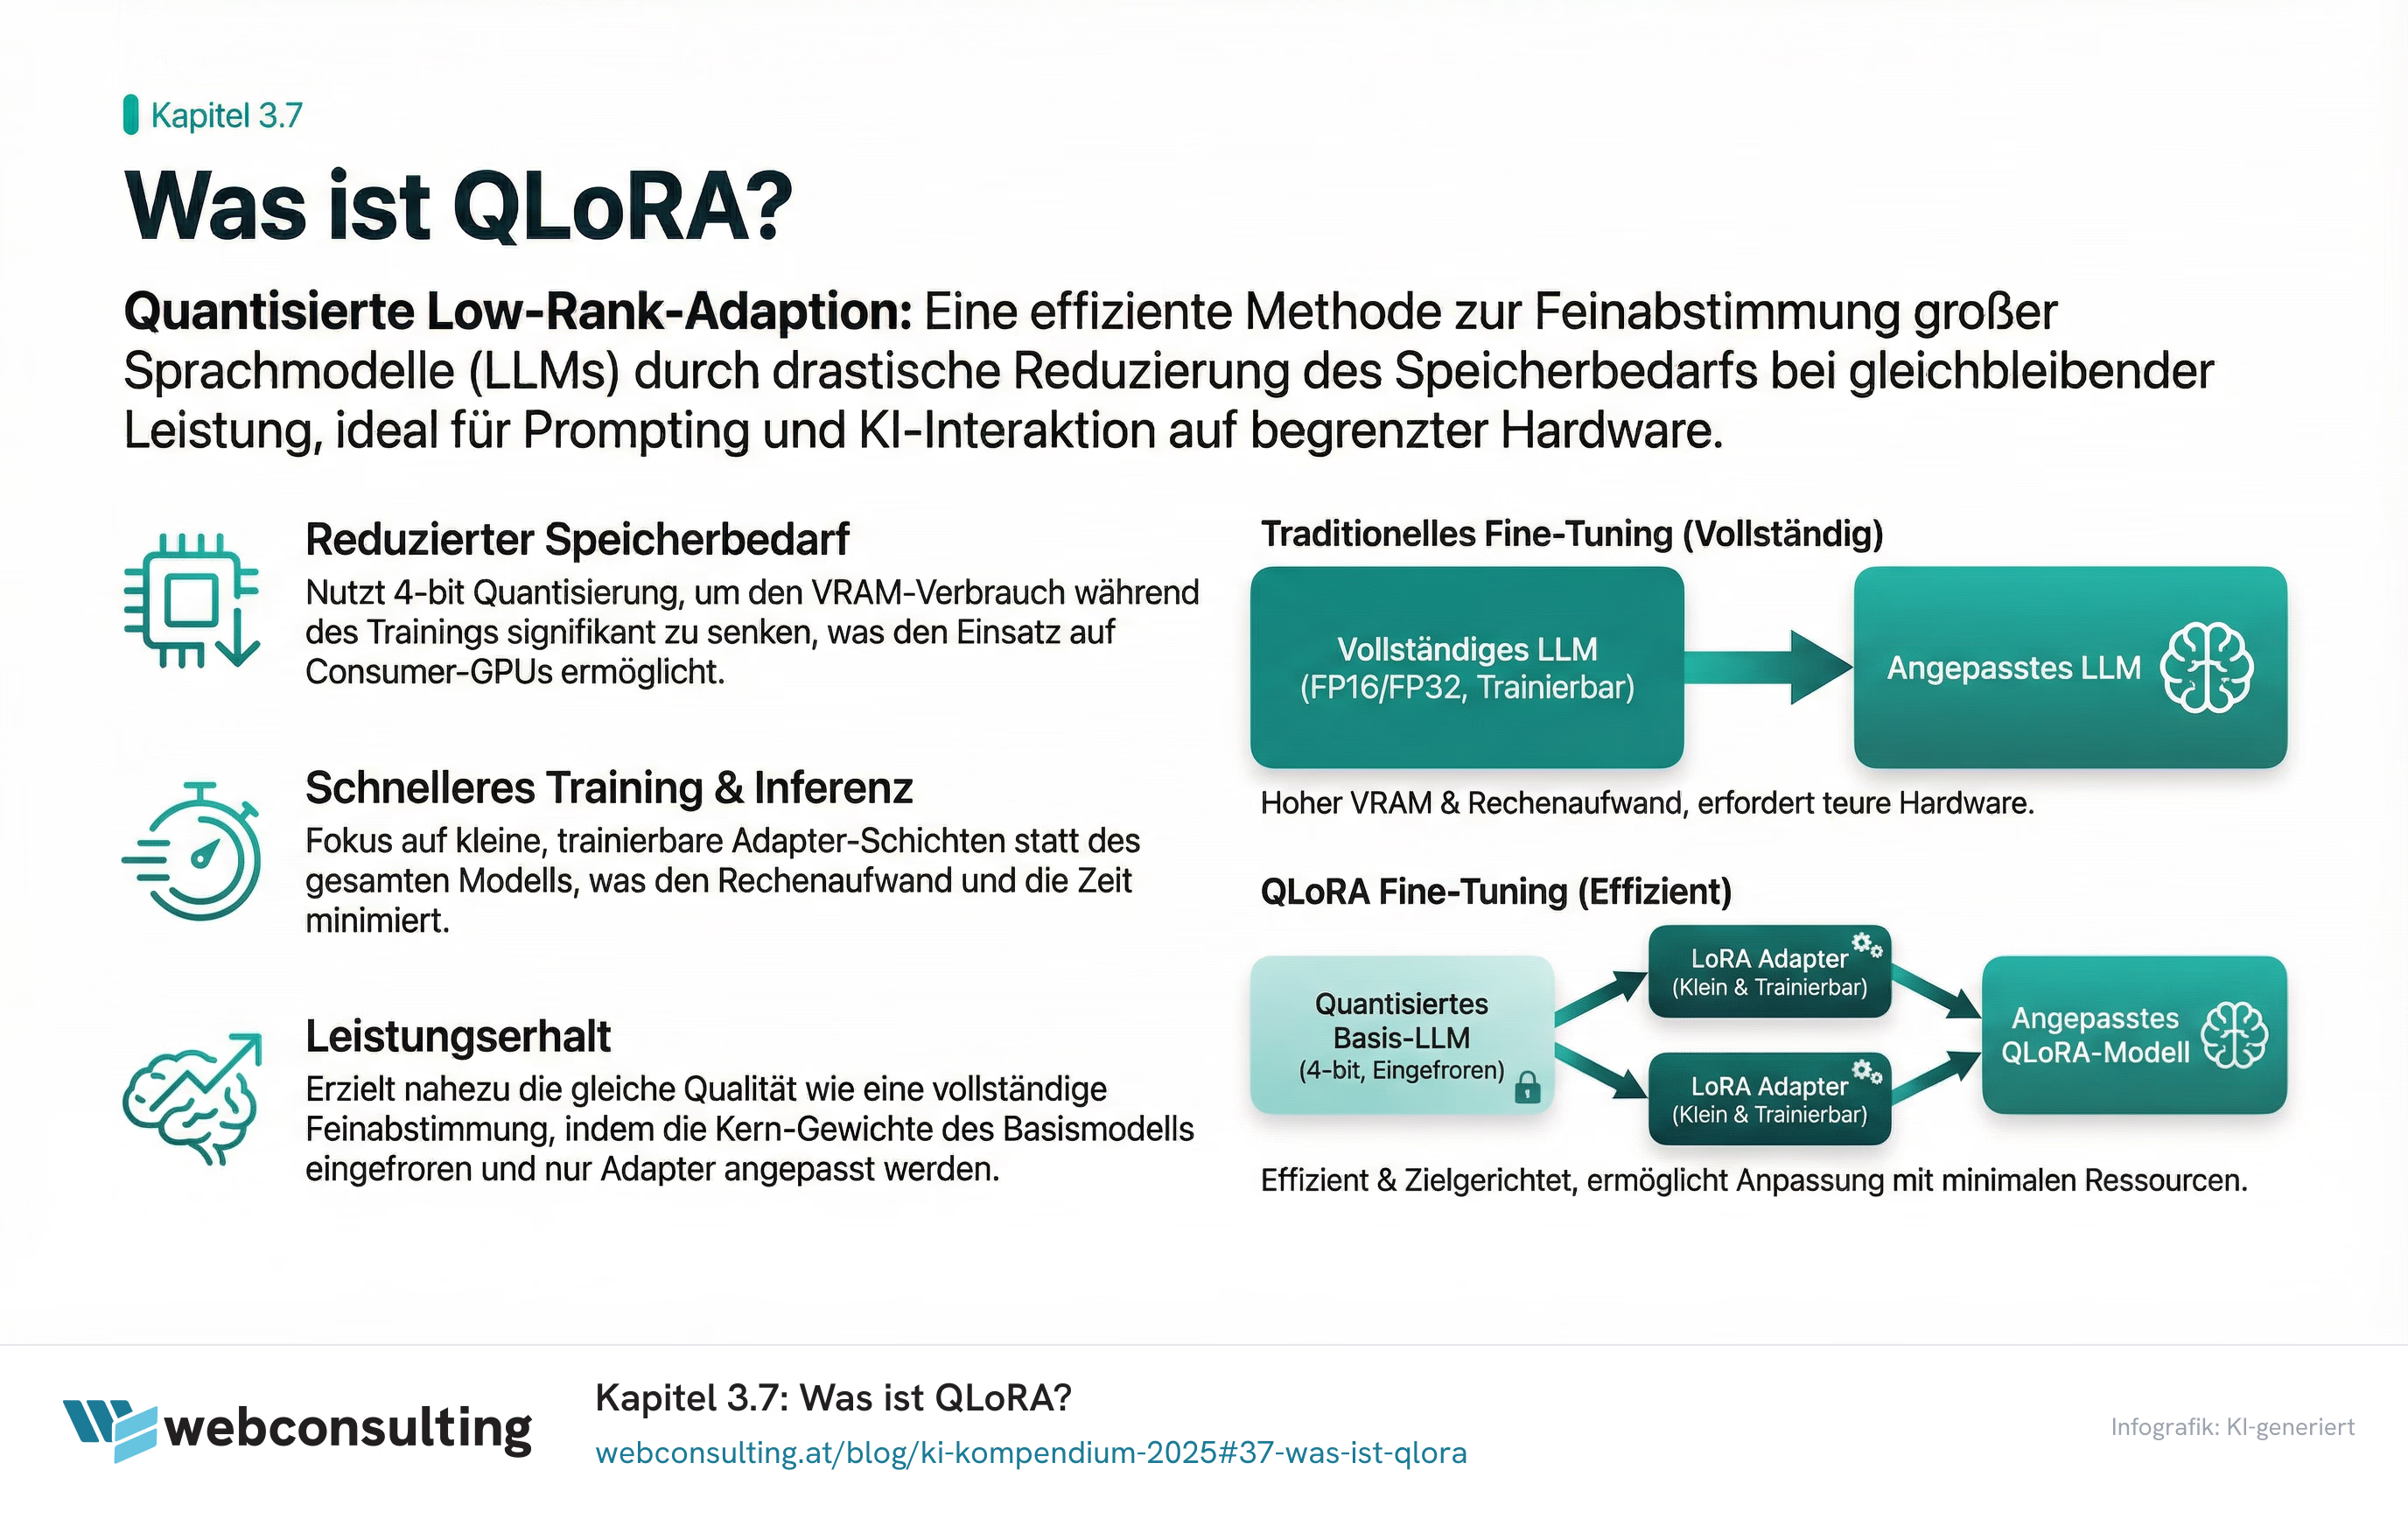 Kapitel 3.7
Was ist QLoRA?
Quantisierte Low-Rank-Adaption: Eine effiziente Methode zur Feinabstimmung großer
Sprachmodelle (LLMs) durch drastische Reduzierung des Speicherbedarfs bei gleichbleibender
Leistung, ideal für Prompting und KI-Interaktion auf begrenzter Hardware.
Reduzierter Speicherbedarf
Nutzt 4-bit Quantisierung, um den VRAM-Verbrauch während
des Trainings signifikant zu senken, was den Einsatz auf
Consumer-GPUs ermöglicht.
Schnelleres Training & Inferenz
Fokus auf kleine, trainierbare Adapter-Schichten statt des
gesamten Modells, was den Rechenaufwand und die Zeit
minimiert.
Leistungserhalt
Erzielt nahezu die gleiche Qualität wie eine vollständige
Feinabstimmung, indem die Kern-Gewichte des Basismodells
eingefroren und nur Adapter angepasst werden.
Traditionelles Fine-Tuning (Vollständig)
Vollständiges LLM
(FP16/FP32, Trainierbar)
Angepasstes LLM
Hoher VRAM & Rechenaufwand, erfordert teure Hardware.
QLoRA Fine-Tuning (Effizient)
Quantisiertes
Basis-LLM
(4-bit, Eingefroren)
LoRA Adapter
(Klein & Trainierbar)
LoRA Adapter
(Klein & Trainierbar)
Angepasstes
QLoRA-Modell
Effizient & Zielgerichtet, ermöglicht Anpassung mit minimalen Ressourcen.
webconsulting
Kapitel 3.7: Was ist QLoRA?
webconsulting.at/blog/ki-kompendium-2025#37-was-ist-qlora
Infografik: KI-generiert